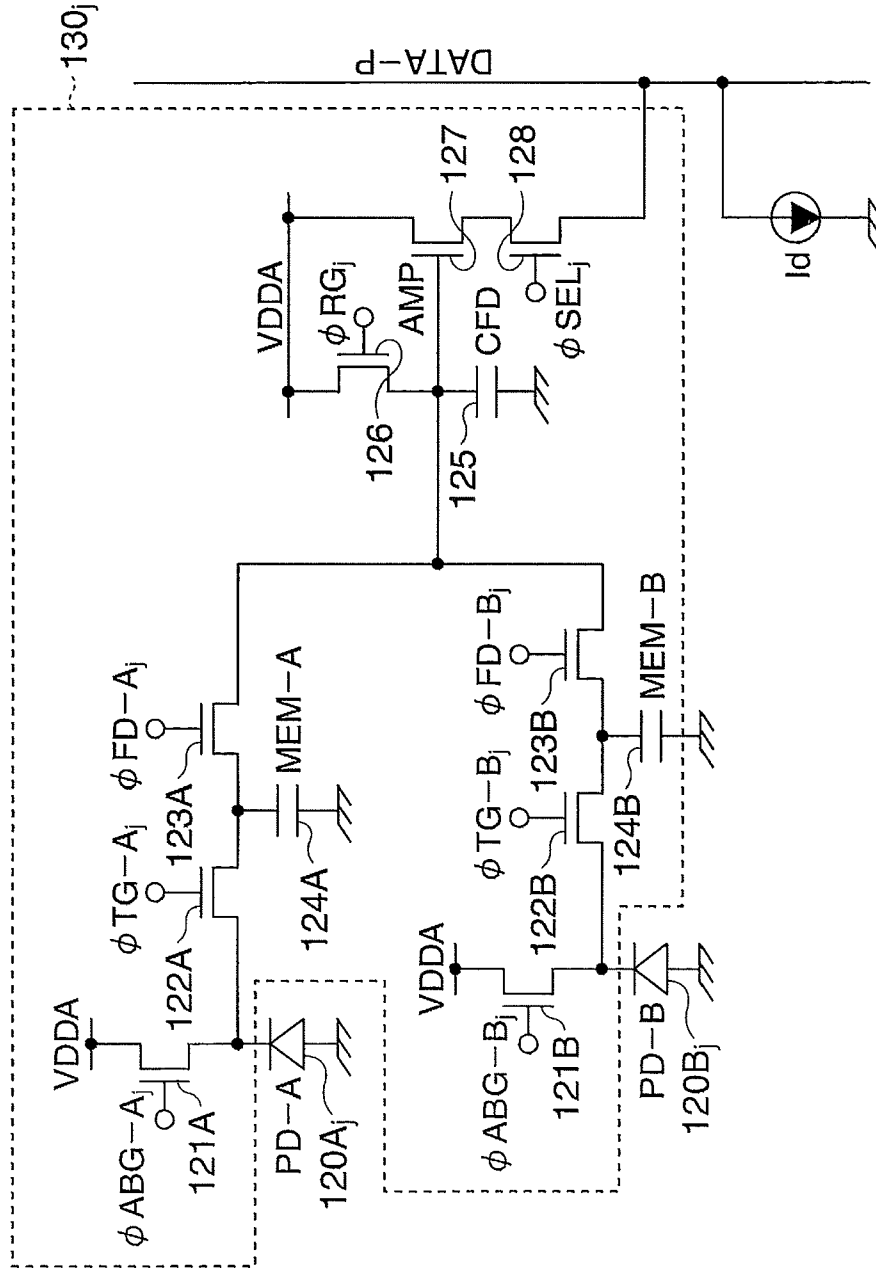 130j
DATA-P
VDDA
φRGj
AMP
127
128
126
125
CFD
φSELj
Id
φFD-Aj
φTG-Aj
123A
MEM-A
122A
124A
VDDA
φABG-Aj
121A
PD-A
120Aj
φFD-Bj
φTG-Bj
123B
MEM-B
122B
124B
VDDA
φABG-Bj
121B
PD-B
120Bj